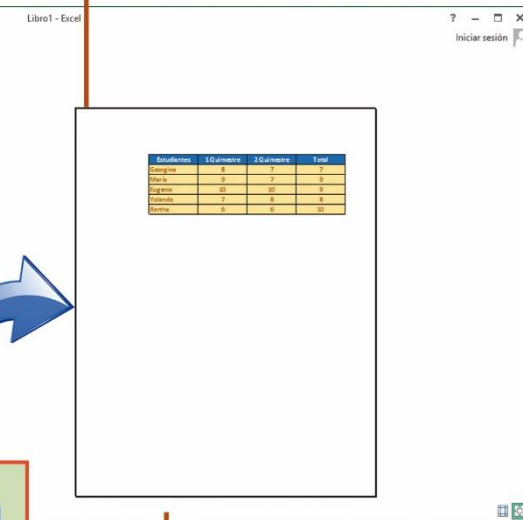 Libro1 - Excel
? – X
Iniciar sesión
Estudiantes 1 Quimestre 2 Quimestre Total
Georgina 8 7 7
María 9 7 9
Eugenia 10 10 9
Yolanda 7 8 8
Bertha 6 6 10